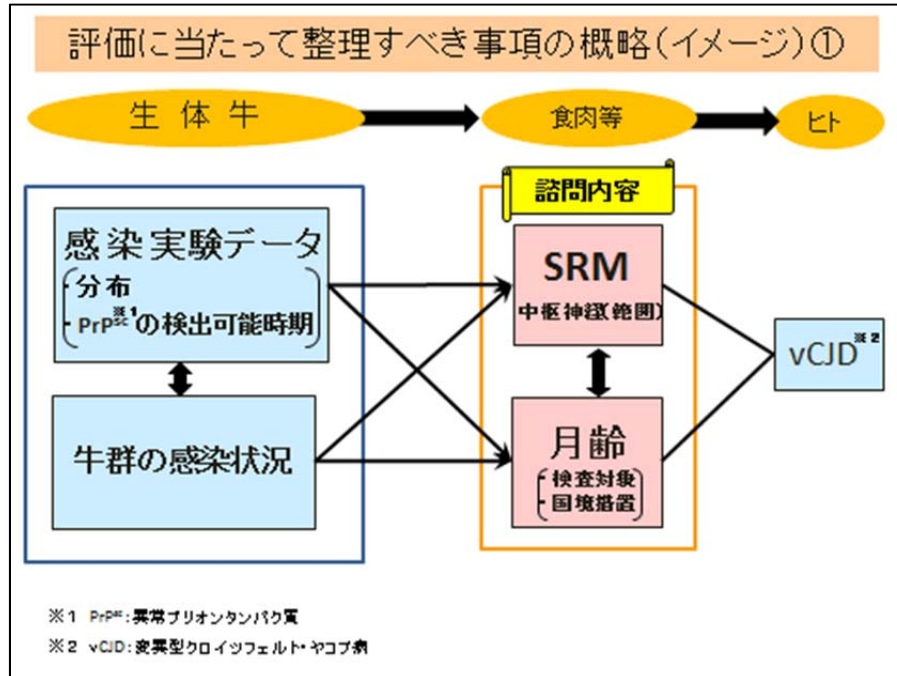 評価に当たって整理すべき事項の概略(イメージ)①
生体牛
食肉等
ヒト
諮問内容
感染実験データ
・分布
・PrPsc※1の検出可能時期
牛群の感染状況
SRM
中枢神経(範囲)
月齢
・検査対象
・国境措置
vCJD※2
※1 PrPsc:異常プリオンタンパク質
※2 vCJD:変異型クロイツフェルト・ヤコブ病